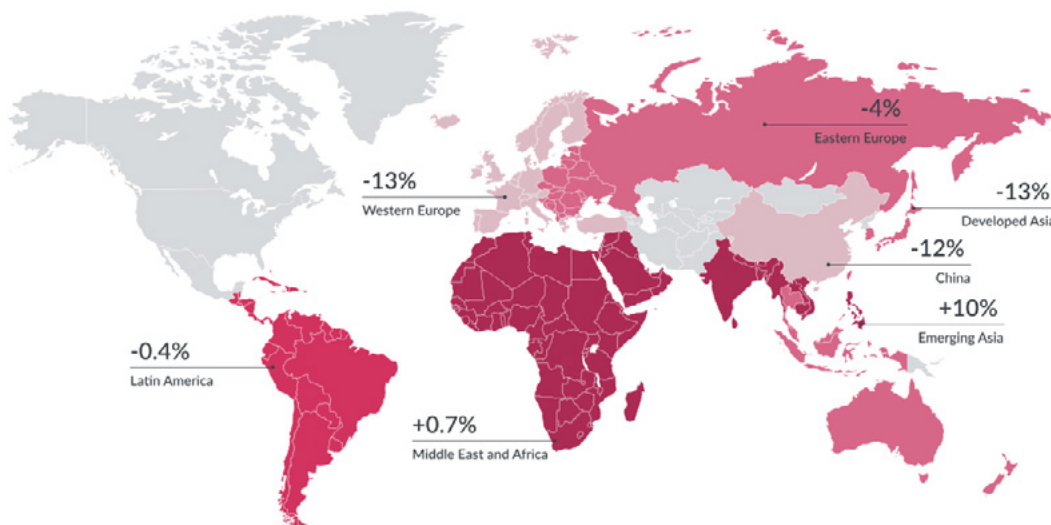 -4%
Eastern Europe
-13%
Western Europe
-13%
Developed Asia
-12%
China
+10%
Emerging Asia
-0.4%
Latin America
+0.7%
Middle East and Africa